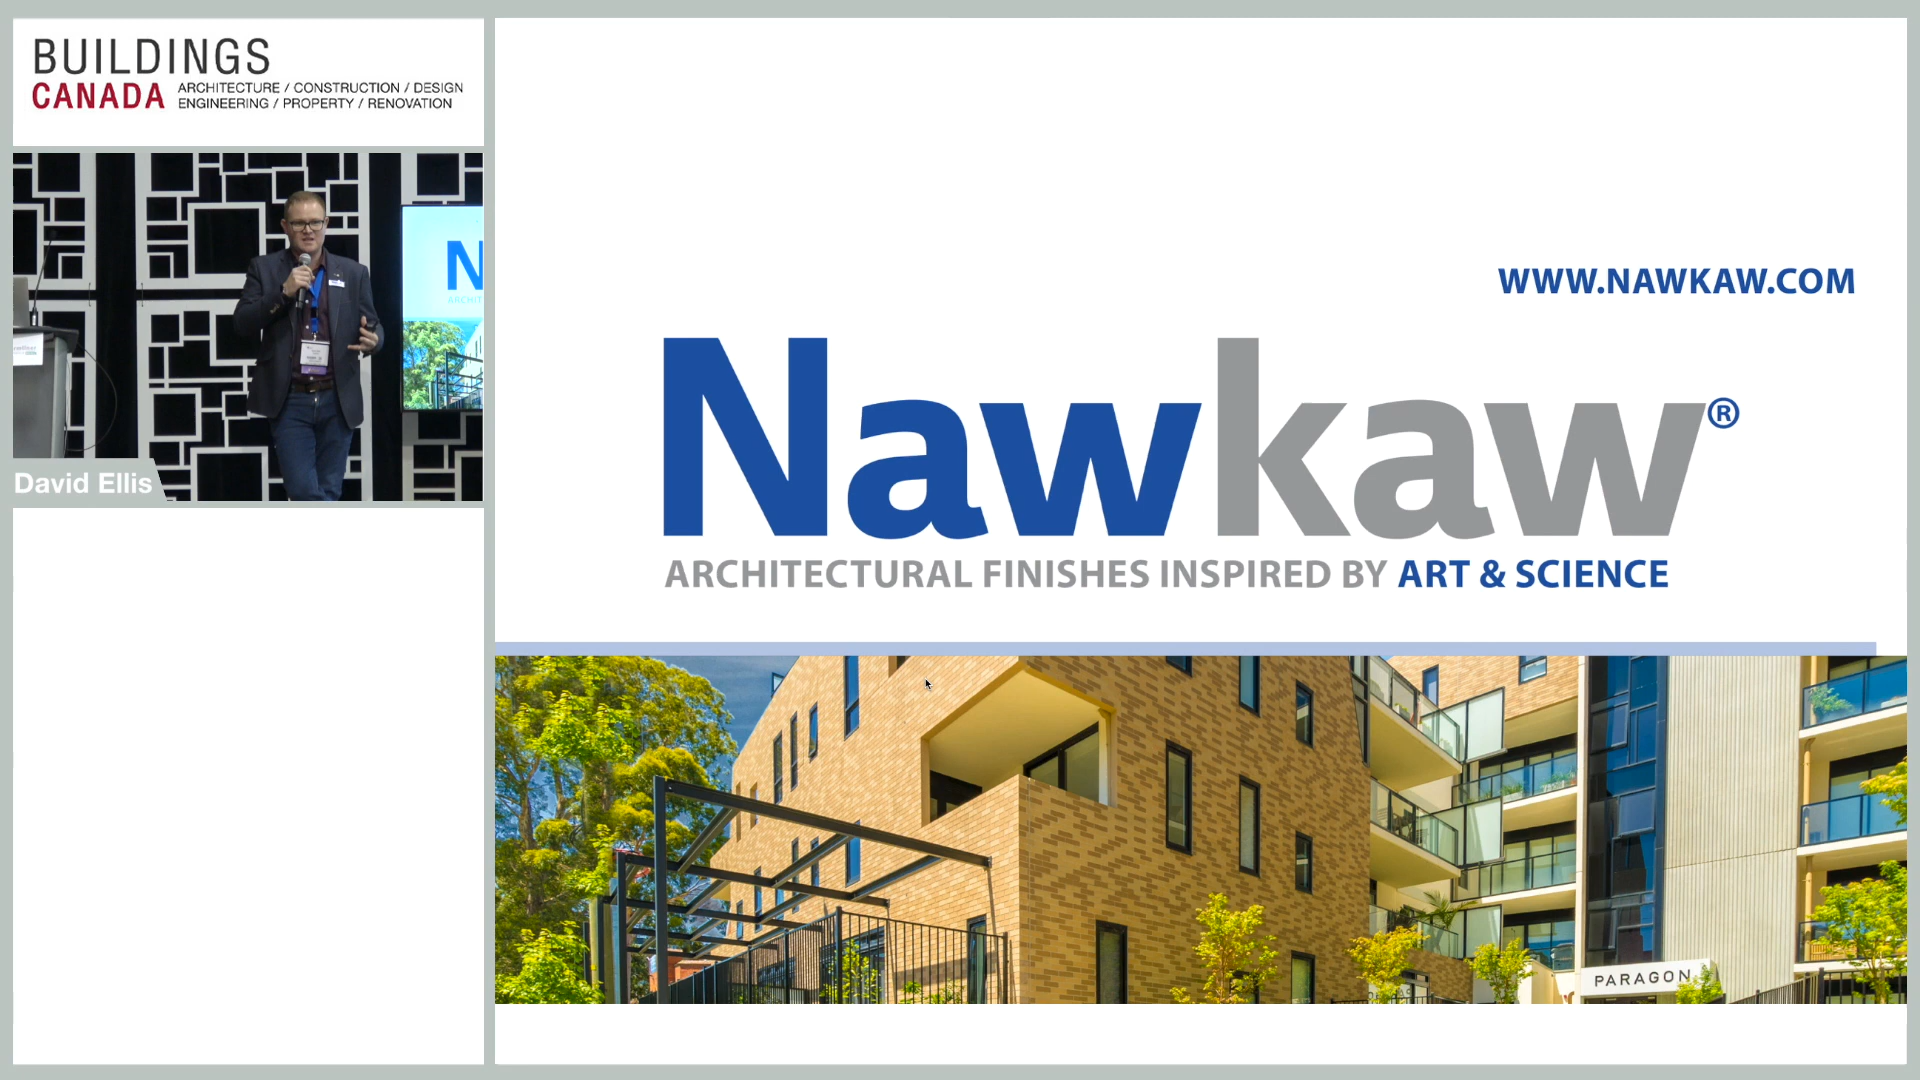 BUILDINGS
CANADA
ARCHITECTURE / CONSTRUCTION / DESIGN
ENGINEERING / PROPERTY / RENOVATION
N
David Ellis
WWW.NAWKAW.COM
Nawkaw®
ARCHITECTURAL FINISHES INSPIRED BY ART & SCIENCE
PARAGON